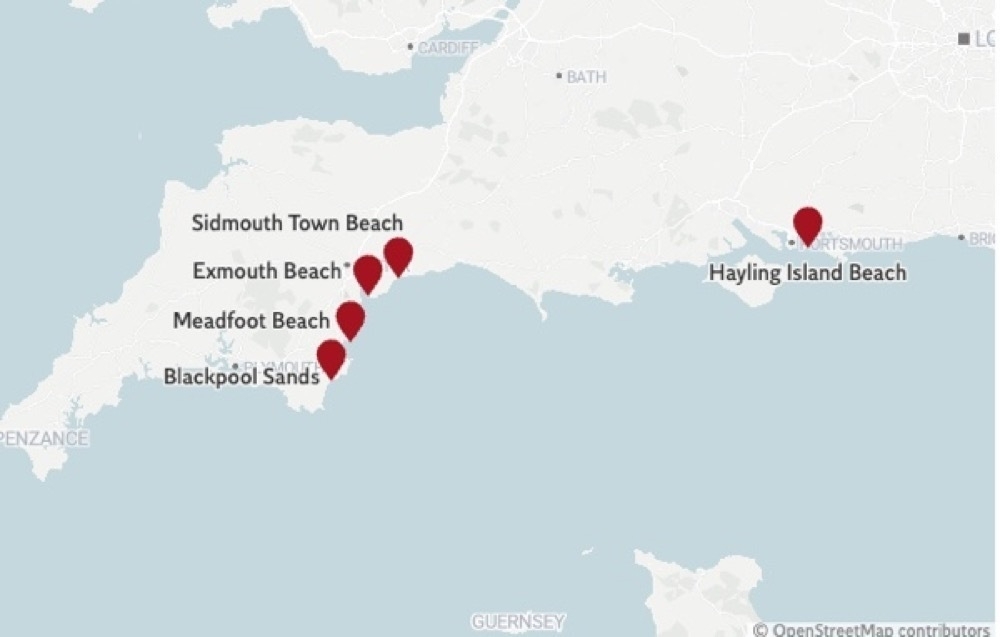 CARDIFF
LO
BATH
Sidmouth Town Beach
PORTSMOUTH
BRI
Exmouth Beach
Hayling Island Beach
Meadfoot Beach
PLYMOUTH
Blackpool Sands
PENZANCE
GUERNSEY
© OpenStreetMap contributors